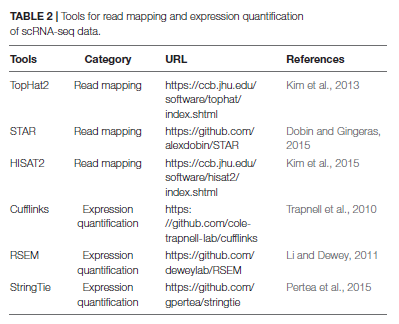 TABLE 2 | Tools for read mapping and expression quantification
of scRNA-seq data.
Tools Category URL References
TopHat2 Read mapping https://ccb.jhu.edu/ Kim et al., 2013
software/tophat/
index.shtml
STAR Read mapping https://github.com/ Dobin and Gingeras,
alexdobin/STAR 2015
HISAT2 Read mapping https://ccb.jhu.edu/ Kim et al., 2015
software/hisat2/
index.shtml
Cufflinks Expression https: Trapnell et al., 2010
quantification //github.com/cole-
trapnell-lab/cufflinks
RSEM Expression https://github.com/ Li and Dewey, 2011
quantification deweylab/RSEM
StringTie Expression https://github.com/ Pertea et al., 2015
quantification gpertea/stringtie